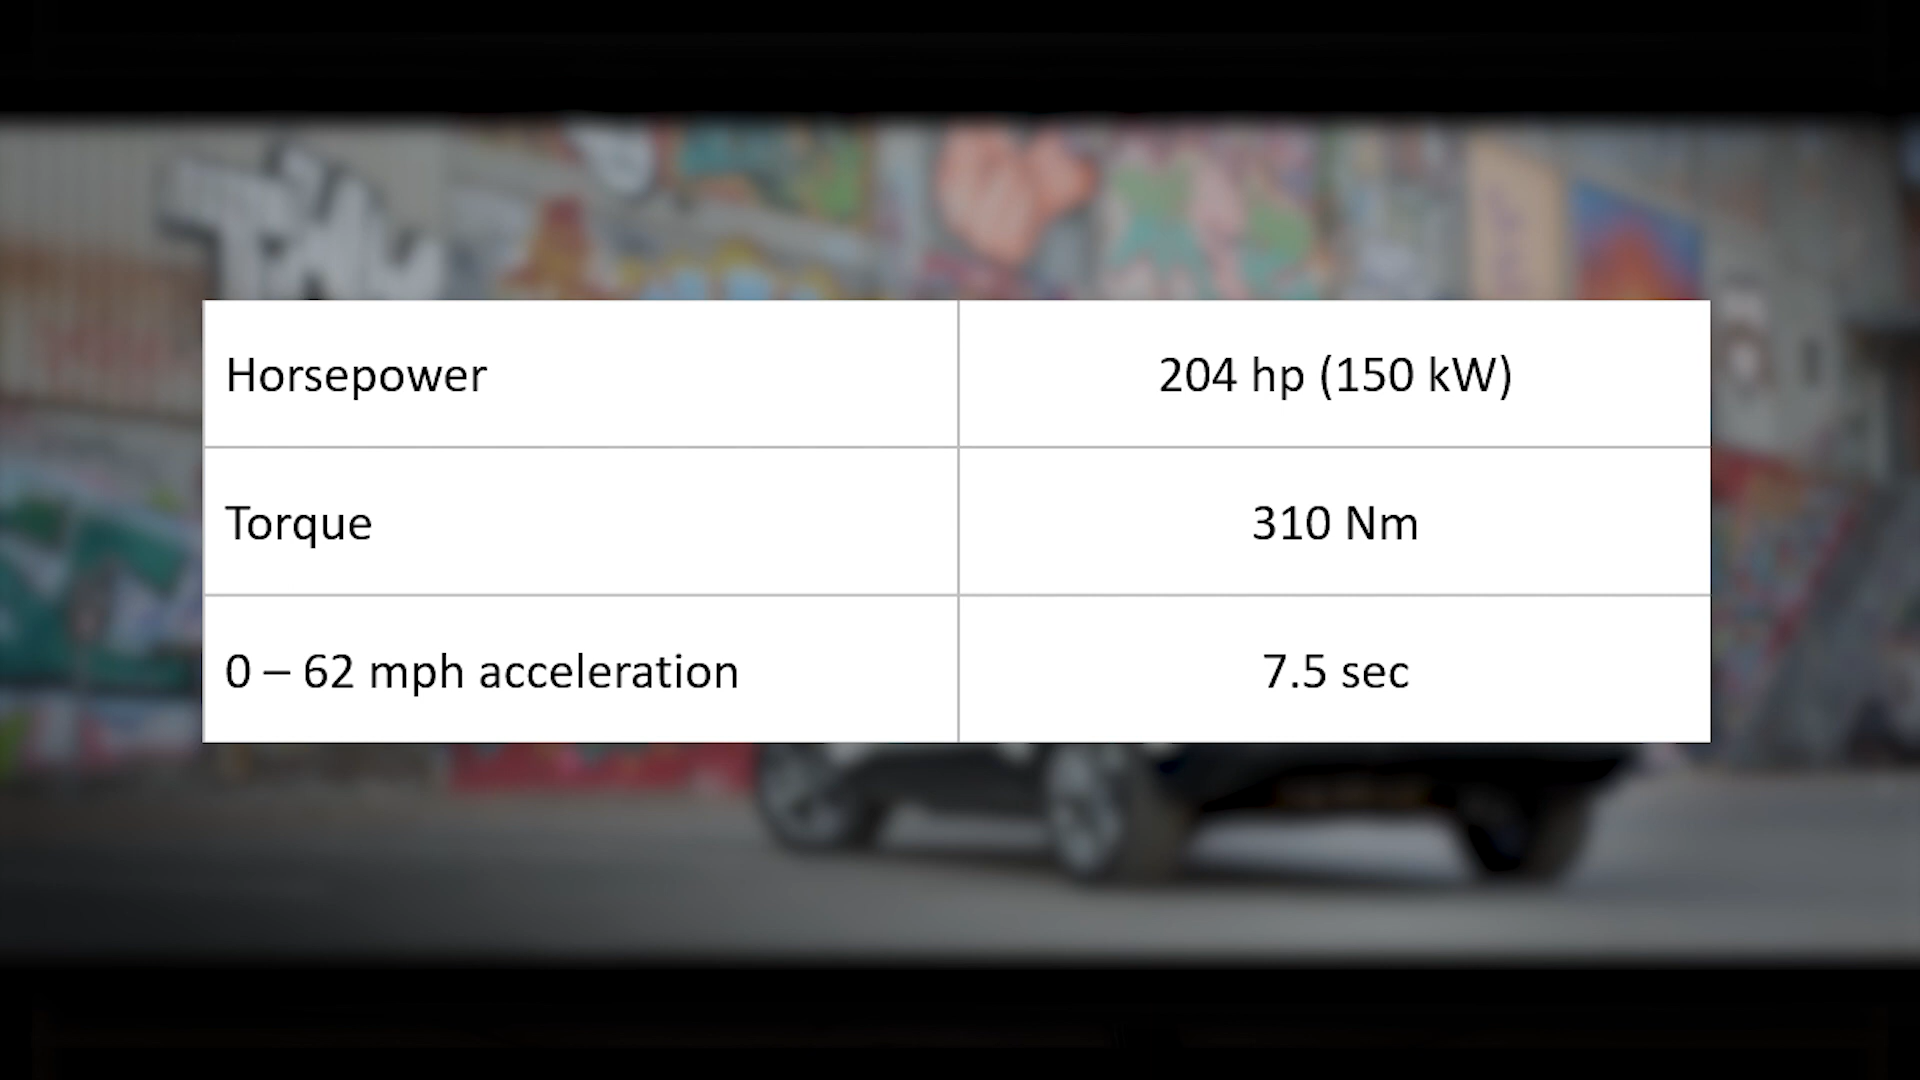 Horsepower 204 hp (150 kW)
Torque 310 Nm
0 – 62 mph acceleration 7.5 sec